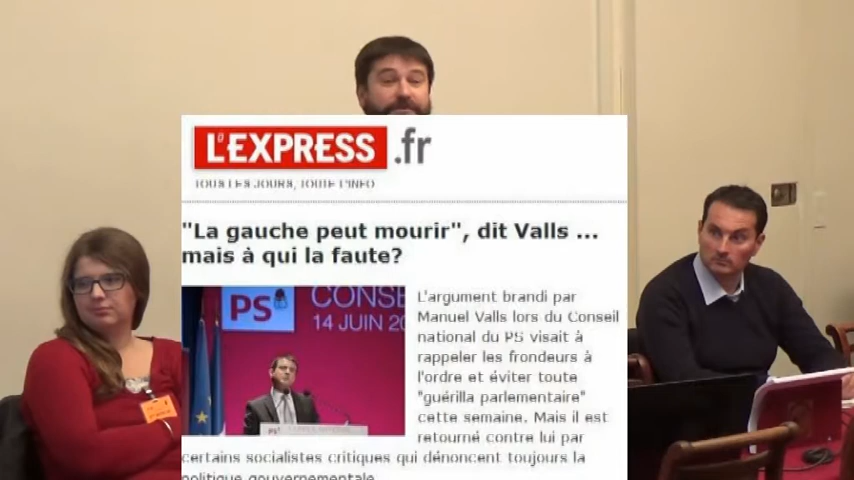 L'EXPRESS.fr
TOUS LES JOURS, TOUTE L'INFO
"La gauche peut mourir", dit Valls ...
mais à qui la faute?
PS
CONSE
14 JUIN 20
L'argument brandi par
Manuel Valls lors du Conseil
national du PS visait à
rappeler les frondeurs à
l'ordre et éviter toute
"guérilla parlementaire"
cette semaine. Mais il est
retourné contre lui par
certains socialistes critiques qui dénoncent toujours la
politique gouvernementale